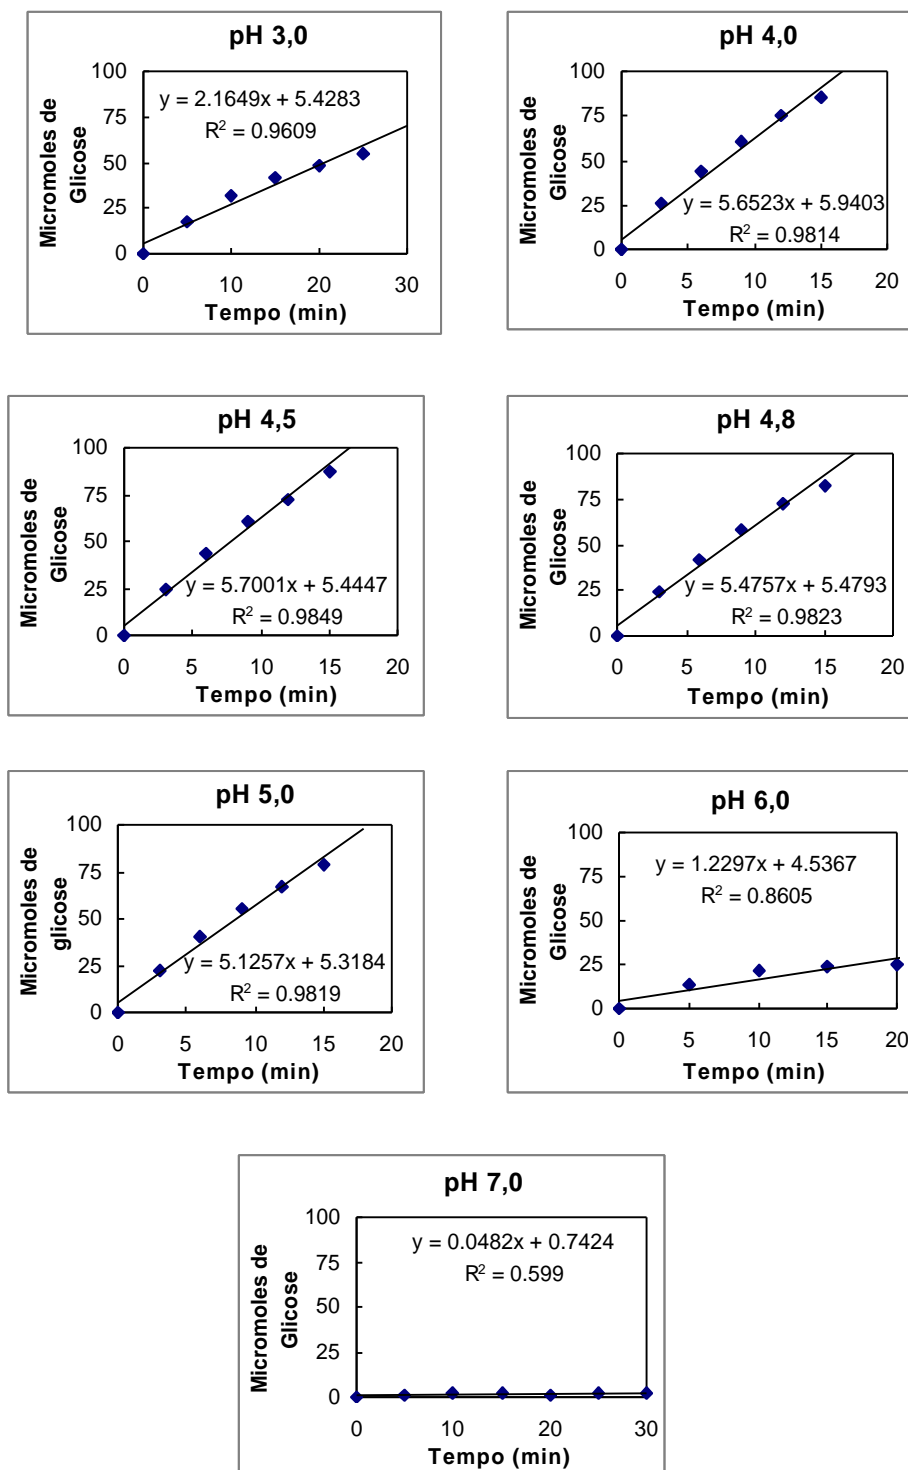 pH 3,0
Micromoles de
Glicose
100
75
50
25
0
y = 2.1649x + 5.4283
R² = 0.9609
0 10 20 30
Tempo (min)
pH 4,0
Micromoles de
Glicose
100
75
50
25
0
y = 5.6523x + 5.9403
R² = 0.9814
0 5 10 15 20
Tempo (min)
pH 4,5
Micromoles de
Glicose
100
75
50
25
0
y = 5.7001x + 5.4447
R² = 0.9849
0 5 10 15 20
Tempo (min)
pH 4,8
Micromoles de
Glicose
100
75
50
25
0
y = 5.4757x + 5.4793
R² = 0.9823
0 5 10 15 20
Tempo (min)
pH 5,0
Micromoles de
glicose
100
75
50
25
0
y = 5.1257x + 5.3184
R² = 0.9819
0 5 10 15 20
Tempo (min)
pH 6,0
Micromoles de
Glicose
100
75
50
25
0
y = 1.2297x + 4.5367
R² = 0.8605
0 5 10 15 20
Tempo (min)
pH 7,0
Micromoles de
Glicose
100
75
50
25
0
y = 0.0482x + 0.7424
R² = 0.599
0 10 20 30
Tempo (min)